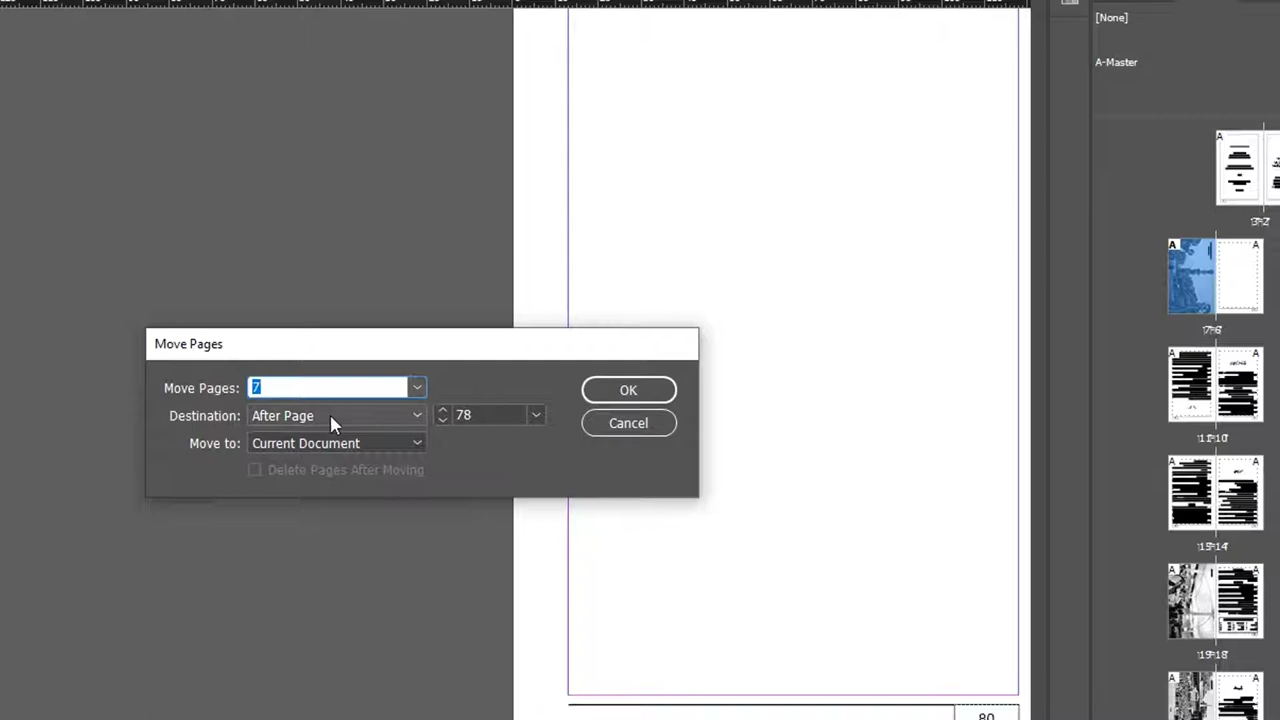 [None]
A-Master
A
A A
A A
A A
A A
A A
Move Pages
Move Pages: 7
Destination: After Page 78
Move to: Current Document
Delete Pages After Moving
OK
Cancel
80